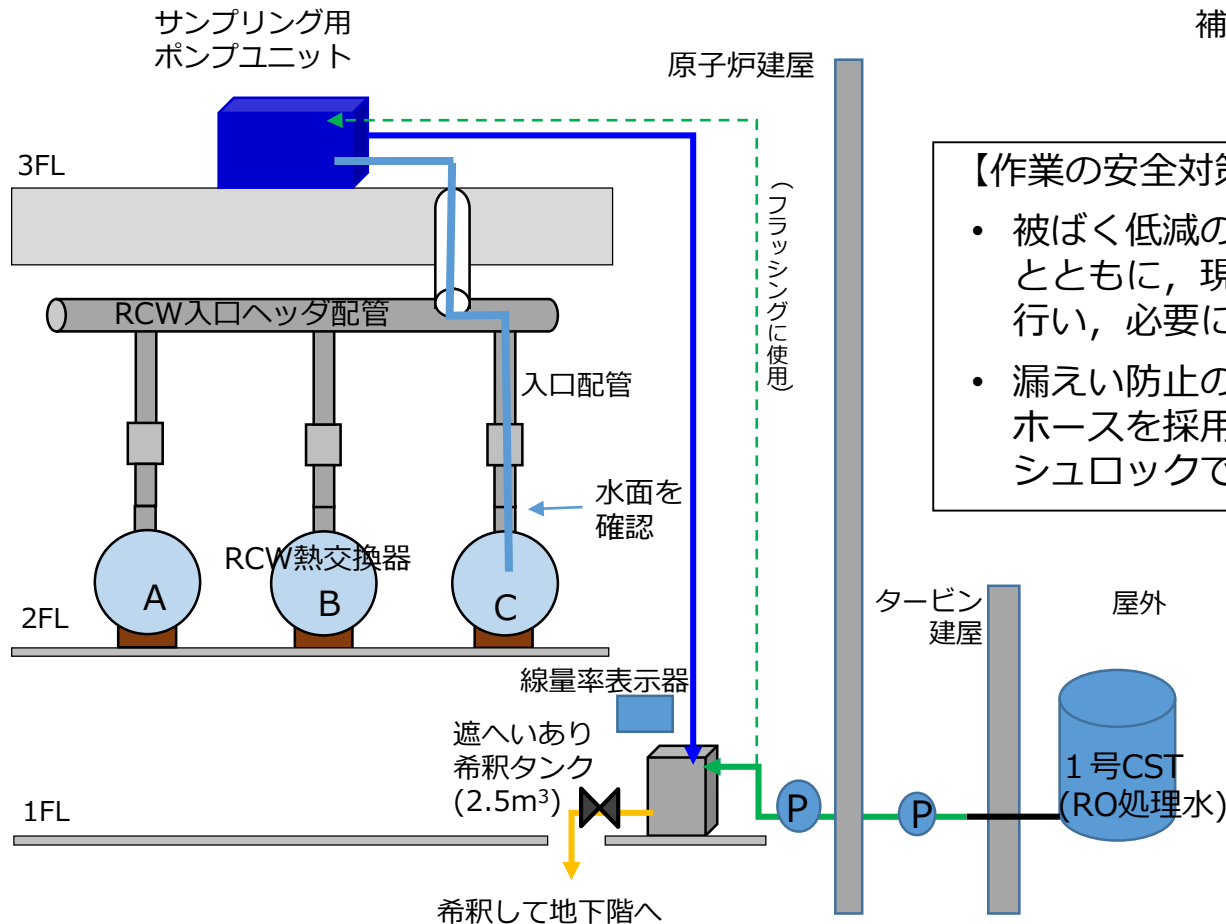 サンプリング用
ポンプユニット
補
原子炉建屋
3FL
(フラッシングに使用)
【作業の安全対策
• 被ばく低減の
とともに，現
行い，必要に
• 漏えい防止の
ホースを採用
シュロックで
RCW入口ヘッダ配管
入口配管
水面を
確認
RCW熱交換器
A
B
C
2FL
タービン
建屋
屋外
線量率表示器
遮へいあり
希釈タンク
(2.5m³)
1FL
P
P
１号CST
(RO処理水)
希釈して地下階へ